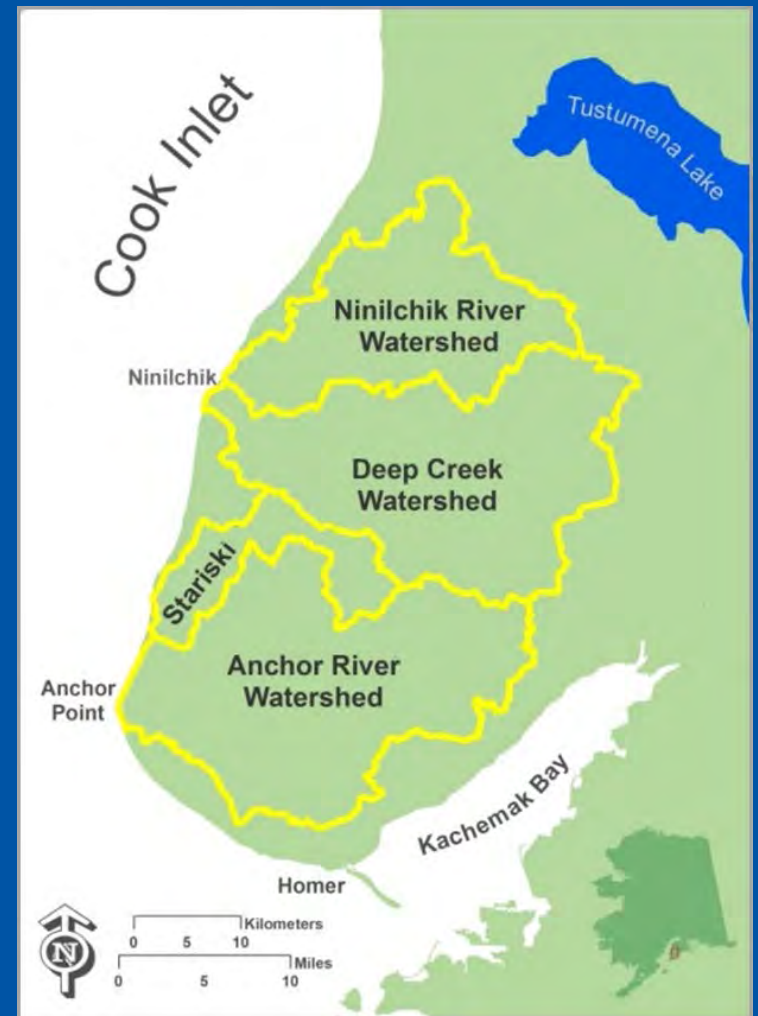 Cook Inlet
Tustumena Lake
Ninilchik River
Watershed
Ninilchik
Deep Creek
Watershed
Stariski
Anchor River
Watershed
Anchor
Point
Kachemak Bay
Homer
N
Kilometers
0 5 10
Miles
0 5 10